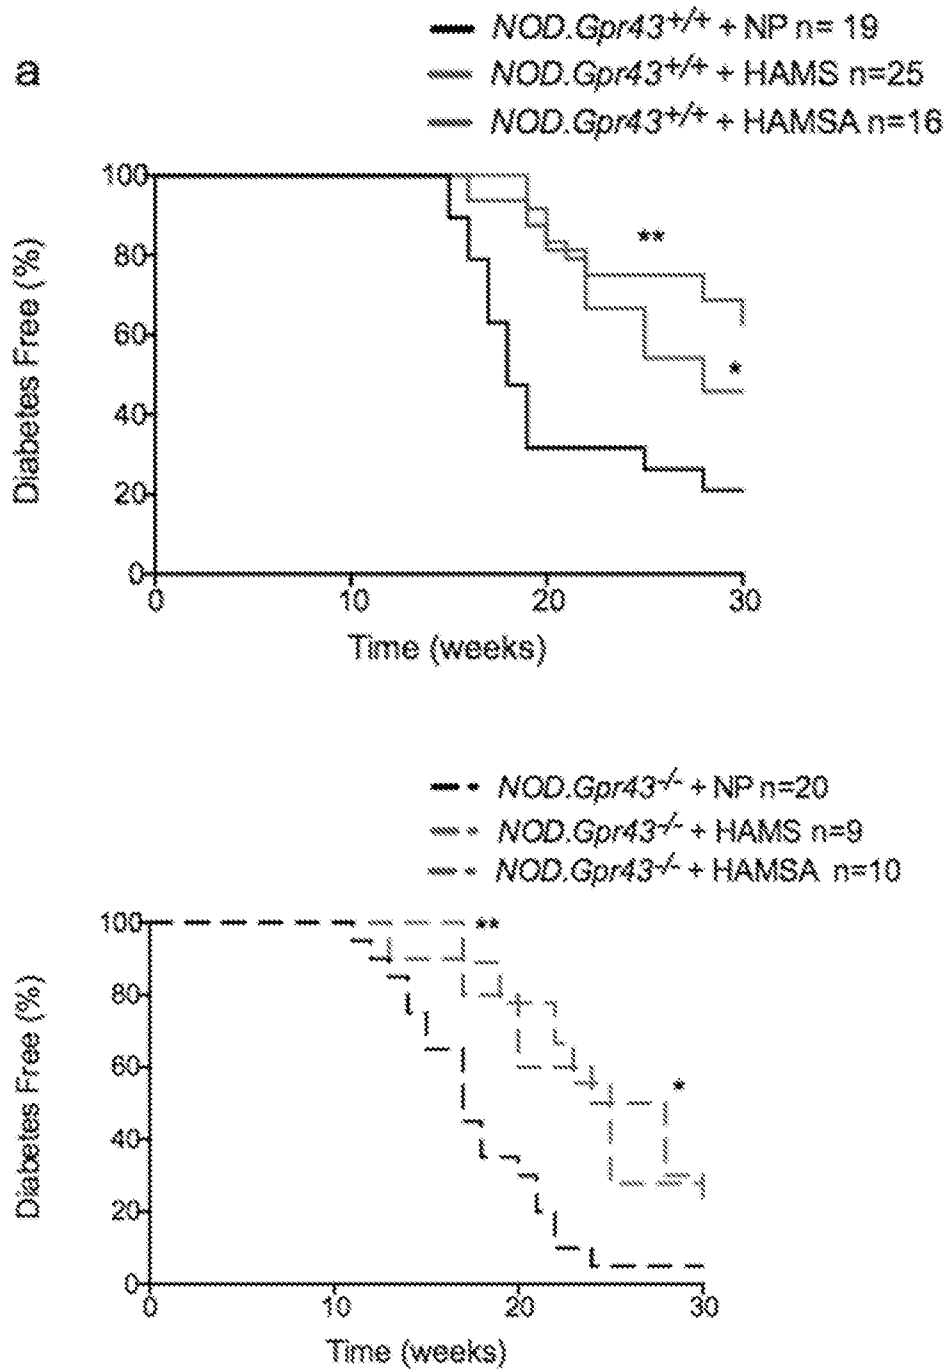 a
NOD.Gpr43+/+ + NP n= 19
NOD.Gpr43+/+ + HAMS n=25
NOD.Gpr43+/+ + HAMSA n=16
100
80
60
40
20
0
**
*
Diabetes Free (%)
0 10 20 30
Time (weeks)
NOD.Gpr43-/- + NP n=20
NOD.Gpr43-/- + HAMS n=9
NOD.Gpr43-/- + HAMSA n=10
100
80
60
40
20
0
**
*
Diabetes Free (%)
0 10 20 30
Time (weeks)